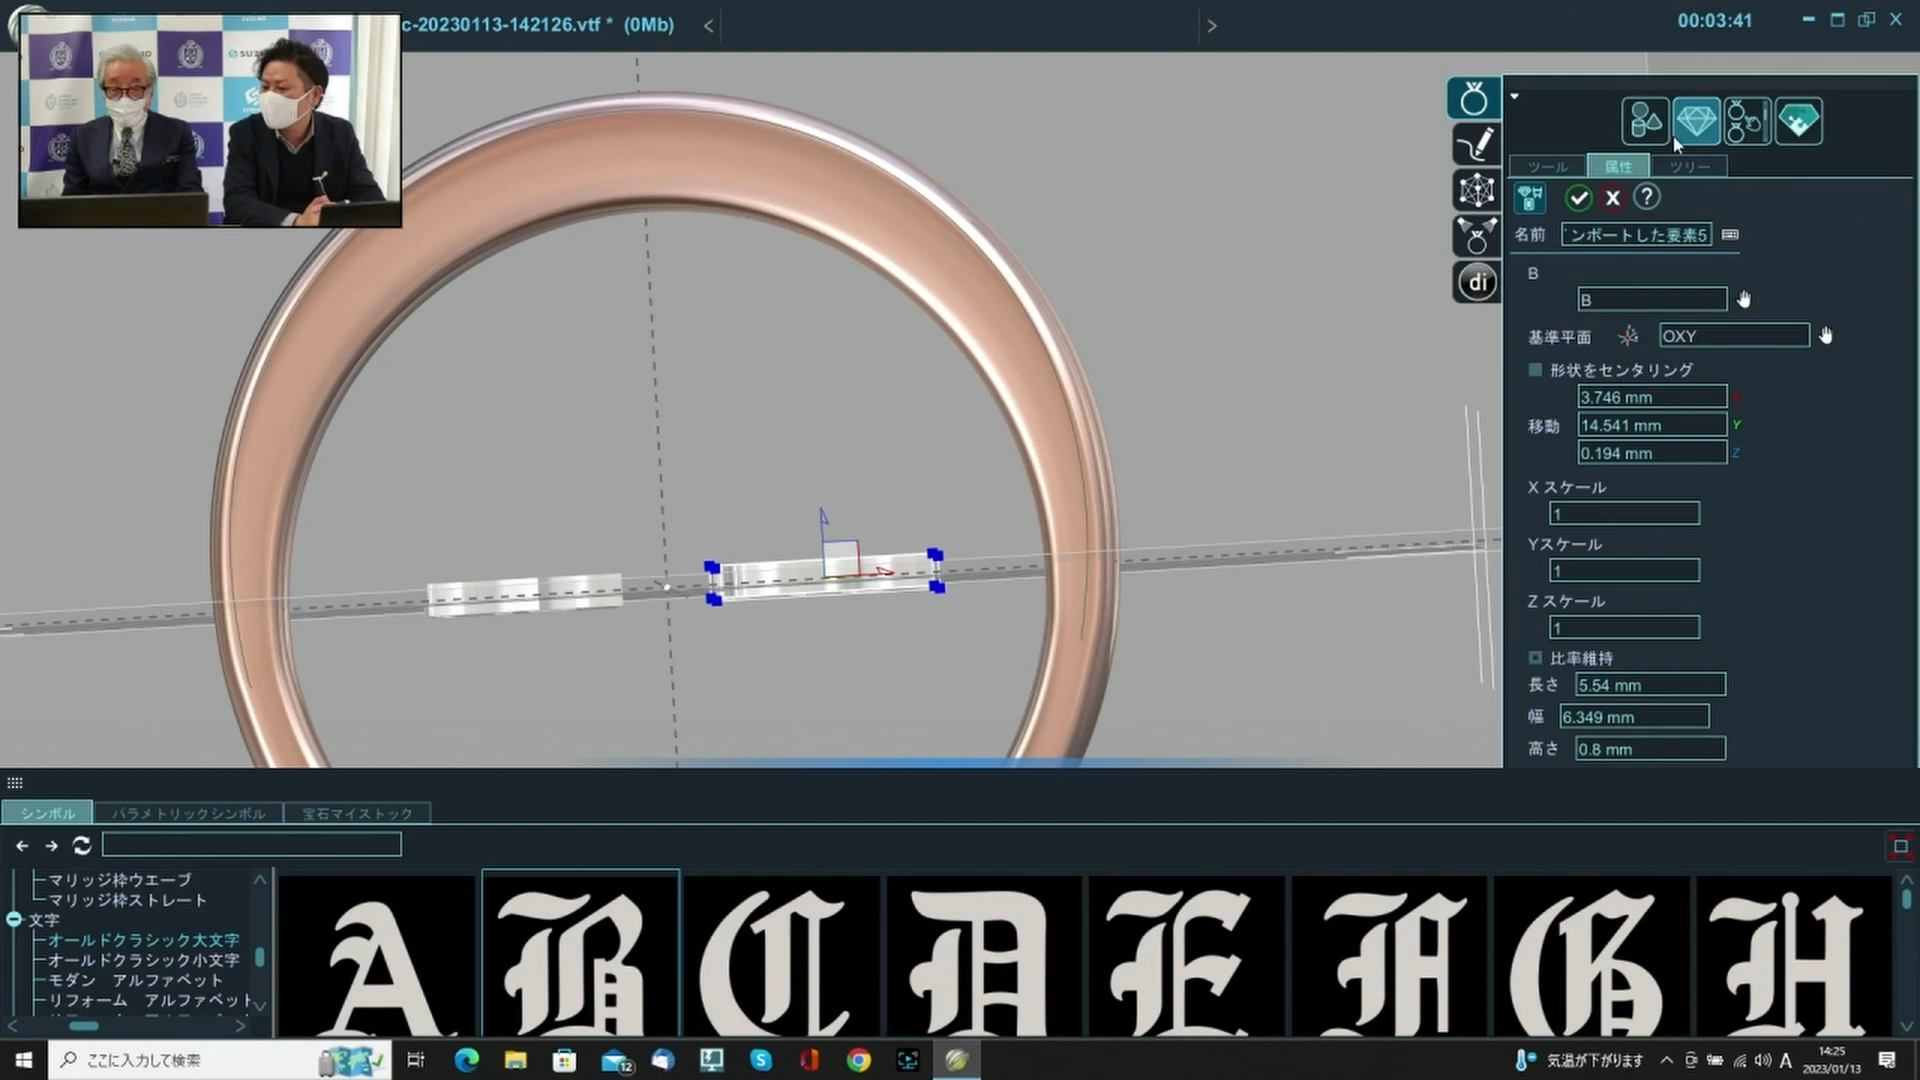 c-20230113-142126.vtf * (0Mb)
<
>
00:03:41
di
ツール
属性
ツリー
名前
ンポートした要素5
B
B
基準平面
OXY
形状をセンタリング
移動
3.746 mm
14.541 mm Y
0.194 mm Z
X スケール
1
Yスケール
1
Z スケール
1
比率維持
長さ 5.54 mm
幅 6.349 mm
高さ 0.8 mm
シンボル
パラメトリックシンボル
宝石マイストック
マリッジ枠ウエーブ
マリッジ枠ストレート
文字
オールドクラシック大文字
オールドクラシック小文字
モダン アルファベット
リフォーム アルファベット
A B C D E F G H
ここに入力して検索
12
気温が下がります
A
14:25
2023/01/13